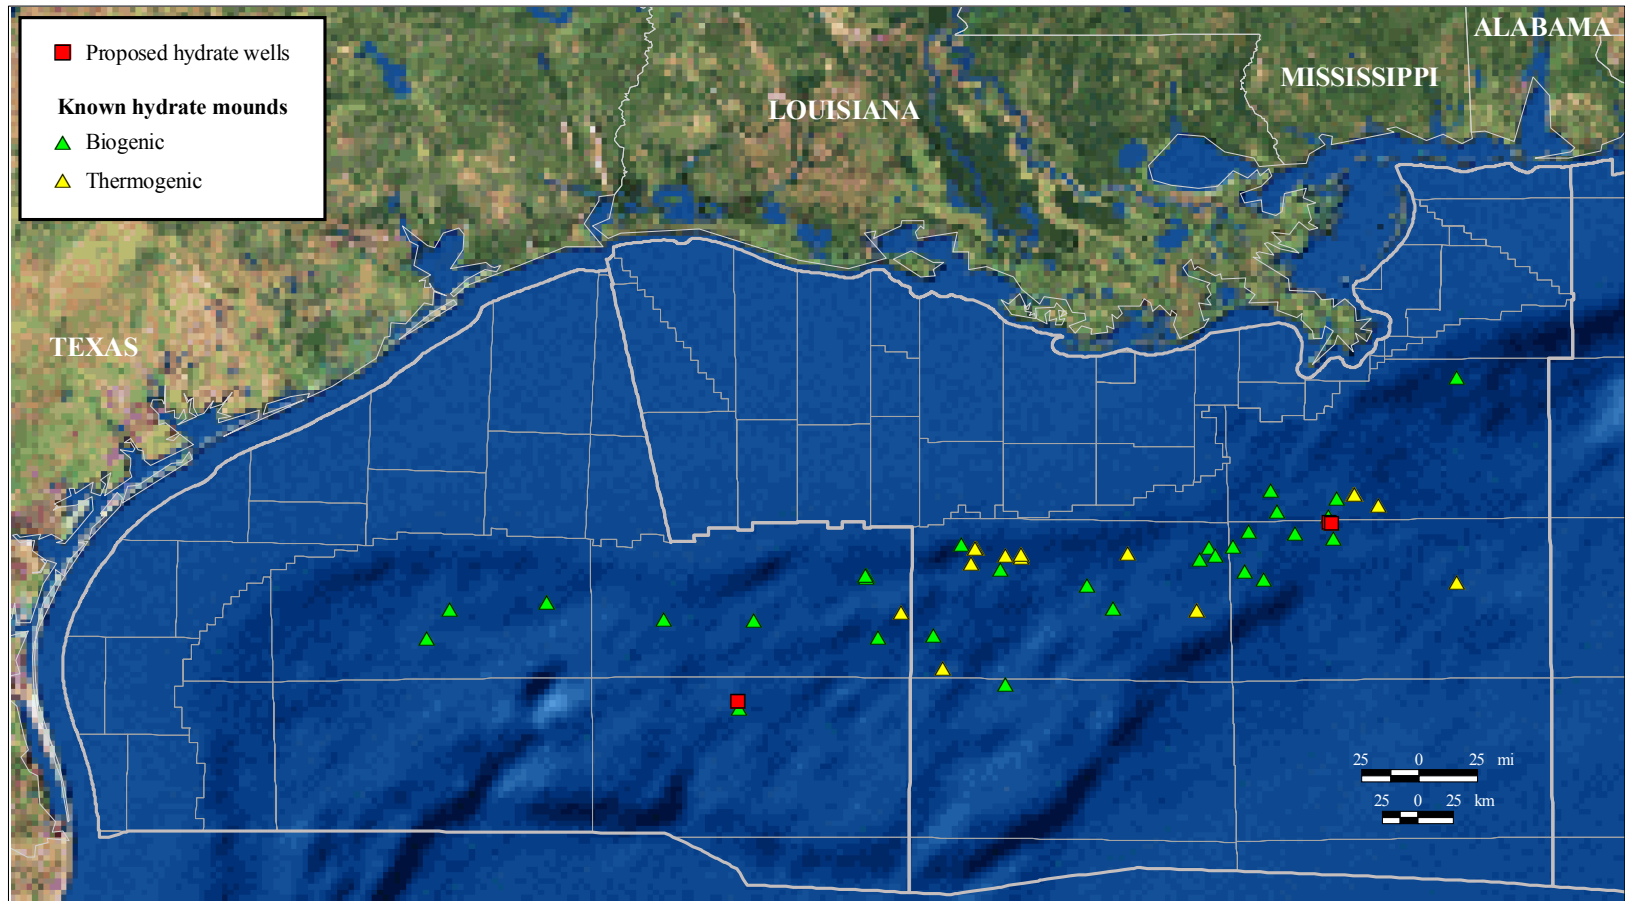 Proposed hydrate wells
Known hydrate mounds
Biogenic
Thermogenic
ALABAMA
MISSISSIPPI
LOUISIANA
TEXAS
25 0 25 mi
25 0 25 km